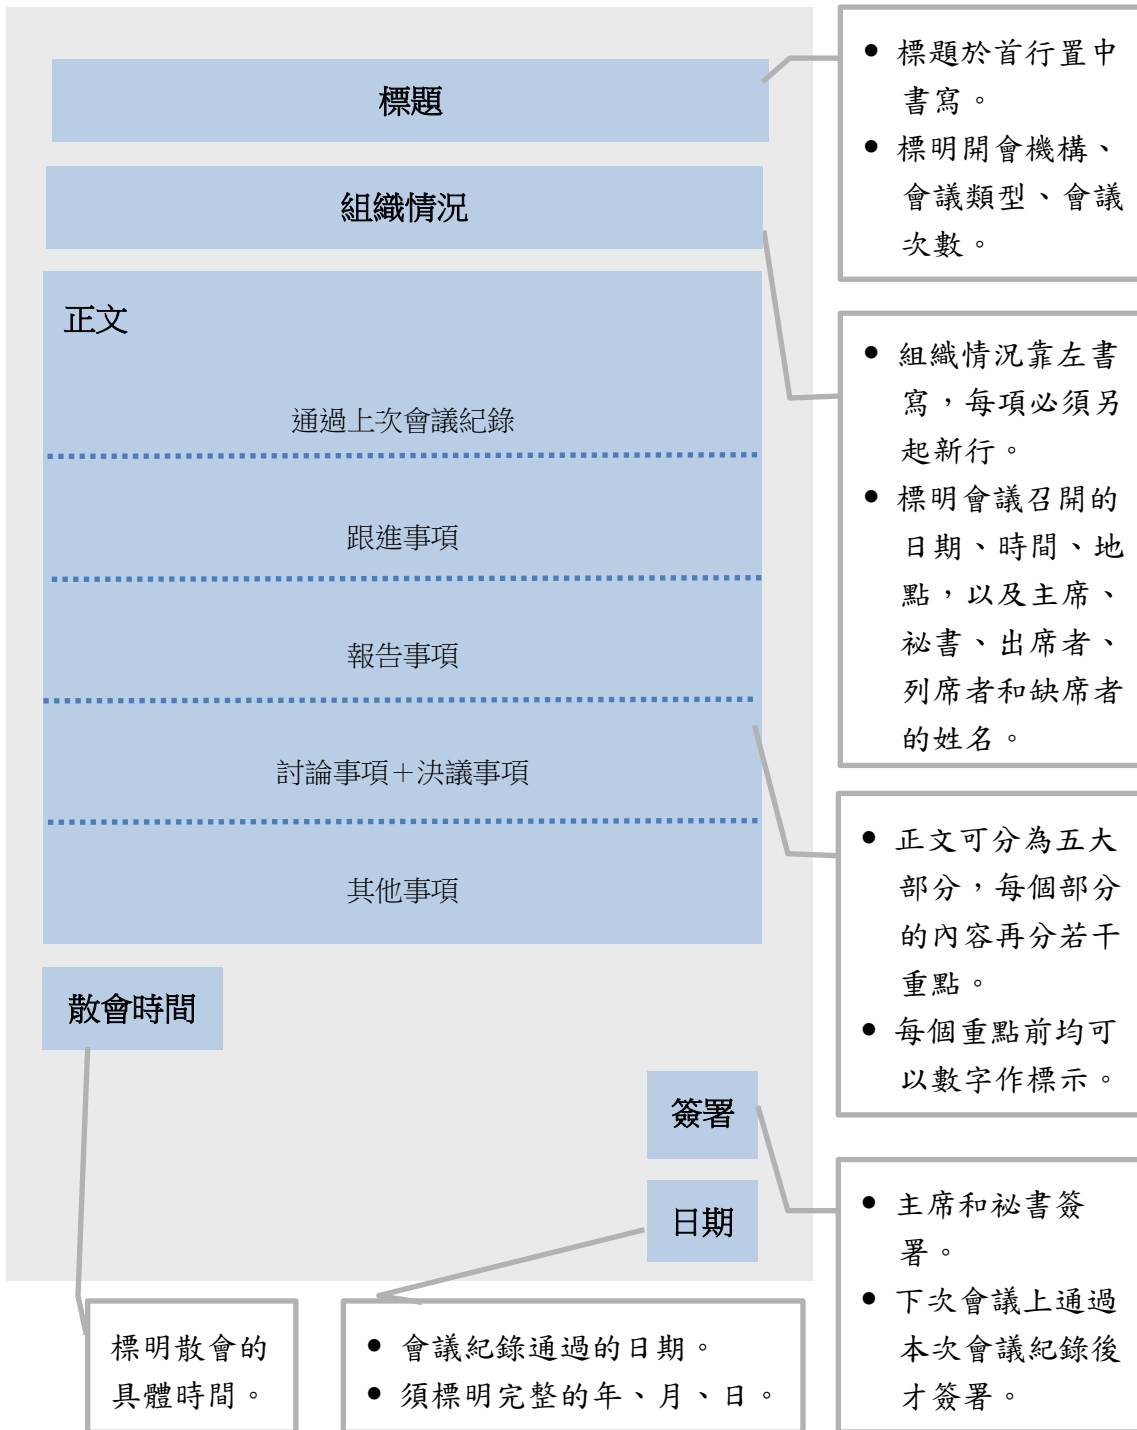 標題
組織情況
正文
通過上次會議紀錄
跟進事項
報告事項
討論事項＋決議事項
其他事項
散會時間
簽署
日期
● 標題於首行置中
書寫。
● 標明開會機構、
會議類型、會議
次數。
● 組織情況靠左書
寫，每項必須另
起新行。
● 標明會議召開的
日期、時間、地
點，以及主席、
祕書、出席者、
列席者和缺席者
的姓名。
● 正文可分為五大
部分，每個部分
的內容再分若干
重點。
● 每個重點前均可
以數字作標示。
● 主席和祕書簽
署。
● 下次會議上通過
本次會議紀錄後
才簽署。
標明散會的
具體時間。
● 會議紀錄通過的日期。
● 須標明完整的年、月、日。